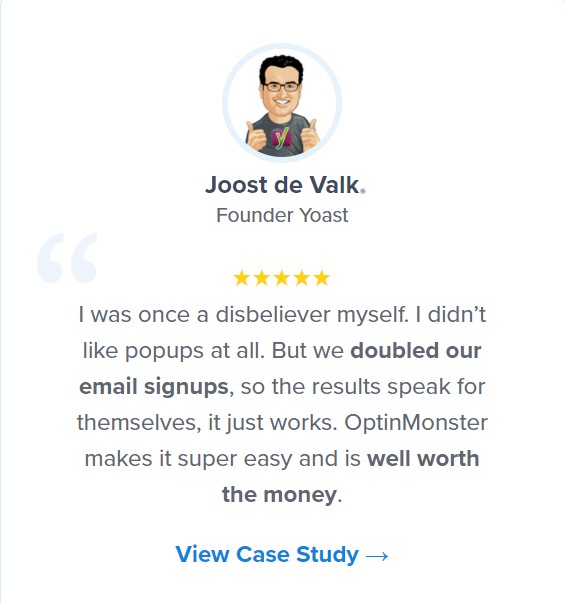 Joost de Valk®
Founder Yoast
★★★★★
I was once a disbeliever myself. I didn’t
like popups at all. But we doubled our
email signups, so the results speak for
themselves, it just works. OptinMonster
makes it super easy and is well worth
the money.
View Case Study →